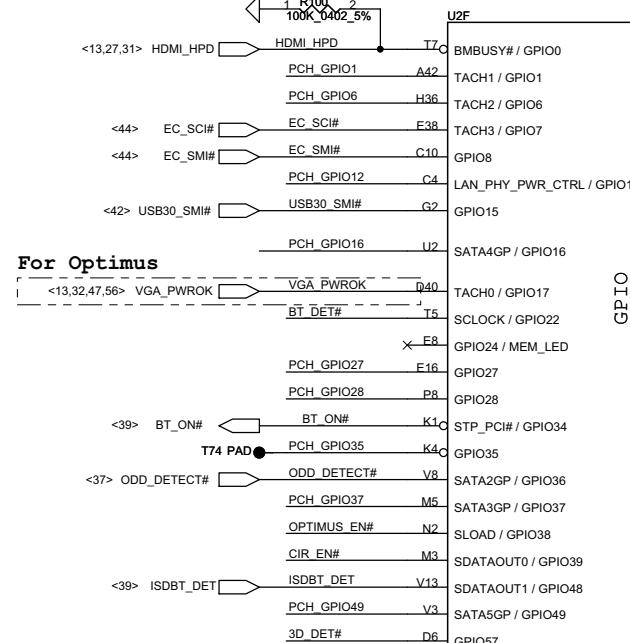 R100
1 2
100K_0402_5%
U2F
<13,27,31> HDMI_HPD HDMI_HPD T7 BMBUSY# / GPIO0
PCH_GPIO1 A42 TACH1 / GPIO1
PCH_GPIO6 H36 TACH2 / GPIO6
<44> EC_SCI# EC_SCI# E38 TACH3 / GPIO7
<44> EC_SMI# EC_SMI# C10 GPIO8
PCH_GPIO12 C4 LAN_PHY_PWR_CTRL / GPIO1
<42> USB30_SMI# USB30_SMI# G2 GPIO15
PCH_GPIO16 U2 SATA4GP / GPIO16
For Optimus
<13,32,47,56> VGA_PWROK VGA_PWROK D40 TACH0 / GPIO17
GPIO
BT_DET# T5 SCLOCK / GPIO22
E8 GPIO24 / MEM_LED
PCH_GPIO27 E16 GPIO27
PCH_GPIO28 P8 GPIO28
<39> BT_ON# BT_ON# K1 STP_PCI# / GPIO34
T74 PAD PCH_GPIO35 K4 GPIO35
<37> ODD_DETECT# ODD_DETECT# V8 SATA2GP / GPIO36
PCH_GPIO37 M5 SATA3GP / GPIO37
OPTIMUS_EN# N2 SLOAD / GPIO38
CIR_EN# M3 SDATAOUT0 / GPIO39
<39> ISDBT_DET ISDBT_DET V13 SDATAOUT1 / GPIO48
PCH_GPIO49 V3 SATA5GP / GPIO49
3D_DET# D6 GPIO57